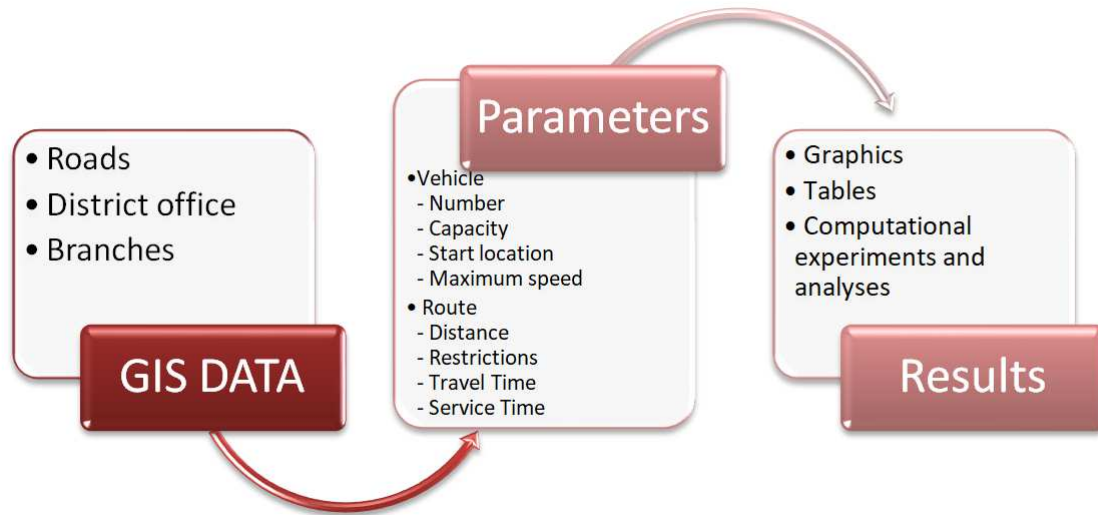 • Roads
• District office
• Branches
GIS DATA
Parameters
•Vehicle
- Number
- Capacity
- Start location
- Maximum speed
• Route
- Distance
- Restrictions
- Travel Time
- Service Time
• Graphics
• Tables
• Computational
experiments and
analyses
Results